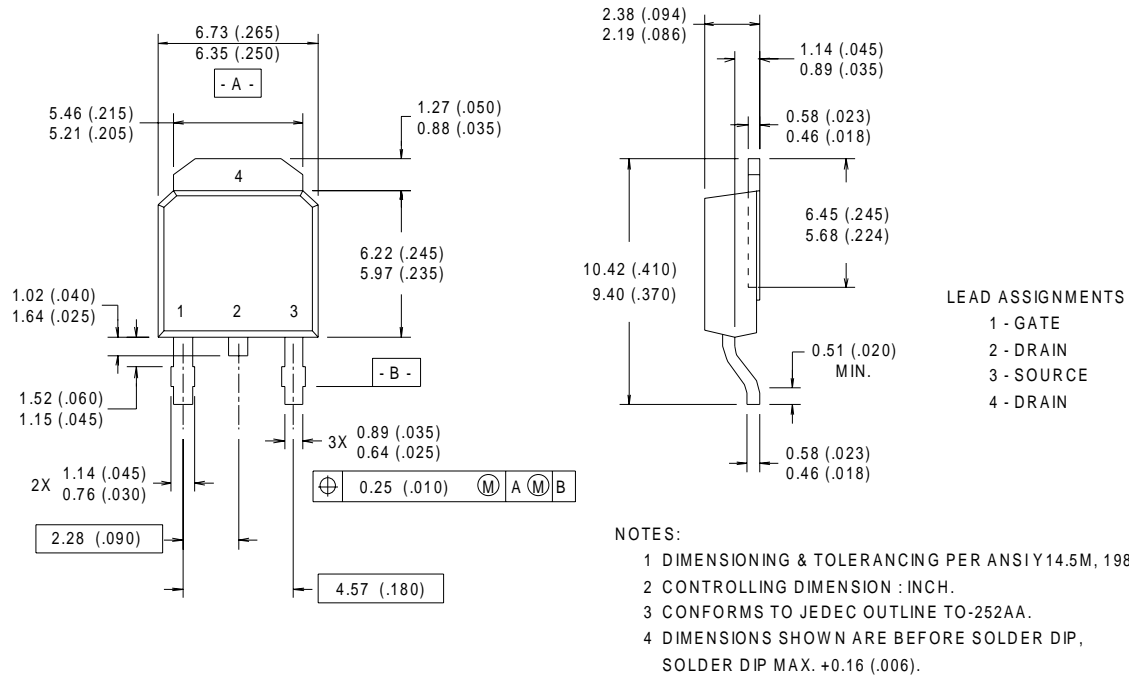 6.73 (.265)
6.35 (.250)
- A -
5.46 (.215)
5.21 (.205)
1.27 (.050)
0.88 (.035)
4
6.22 (.245)
5.97 (.235)
1.02 (.040)
1.64 (.025)
1 2 3
- B -
1.52 (.060)
1.15 (.045)
3X 0.89 (.035)
0.64 (.025)
2X 1.14 (.045)
0.76 (.030)
0.25 (.010) M A M B
2.28 (.090)
4.57 (.180)
2.38 (.094)
2.19 (.086)
1.14 (.045)
0.89 (.035)
0.58 (.023)
0.46 (.018)
6.45 (.245)
5.68 (.224)
10.42 (.410)
9.40 (.370)
0.51 (.020)
MIN.
0.58 (.023)
0.46 (.018)
LEAD ASSIGNMENTS
1 - GATE
2 - DRAIN
3 - SOURCE
4 - DRAIN
NOTES:
1 DIMENSIONING & TOLERANCING PER ANSI Y14.5M, 198
2 CONTROLLING DIMENSION : INCH.
3 CONFORMS TO JEDEC OUTLINE TO-252AA.
4 DIMENSIONS SHOWN ARE BEFORE SOLDER DIP,
SOLDER DIP MAX. +0.16 (.006).